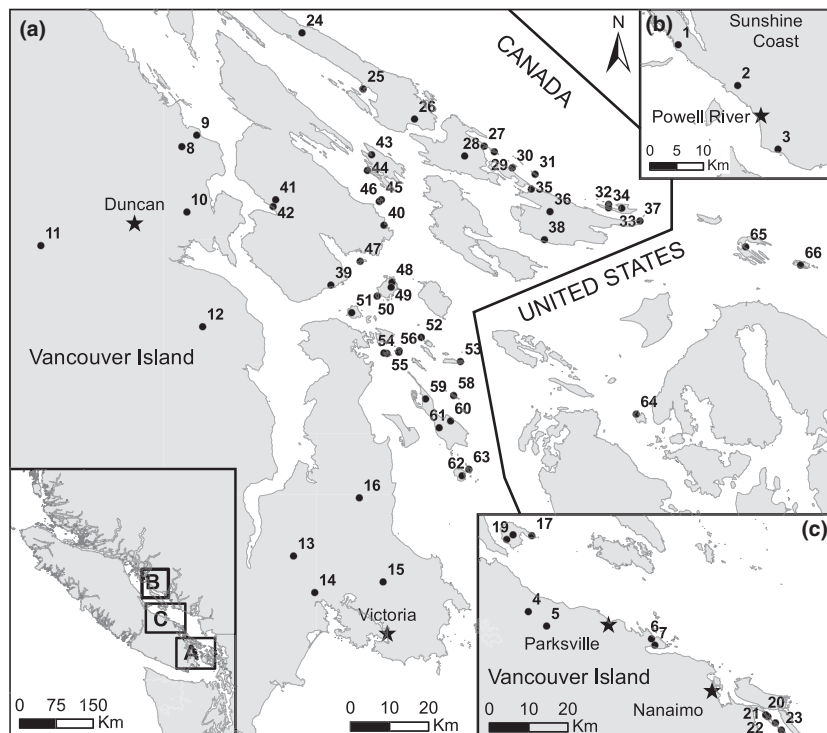 (a)
24
N
(b)
1
Sunshine
Coast
2
Powell River
3
0 5 10
Km
CANADA
25
26
9
8
43
44
28
27
29
30
31
41
42
46
45
35
36
32
34
Duncan
10
40
38
33
37
11
47
65
66
39
48
49
UNITED STATES
51
50
12
52
Vancouver Island
54
56
55
53
59
58
64
61
60
62
63
16
13
14
15
Victoria
B
C
A
0 75 150
Km
0 10 20
Km
(c)
19
17
4
5
6
7
Parksville
Vancouver Island
Nanaimo
20
21
23
22
0 10 20
Km